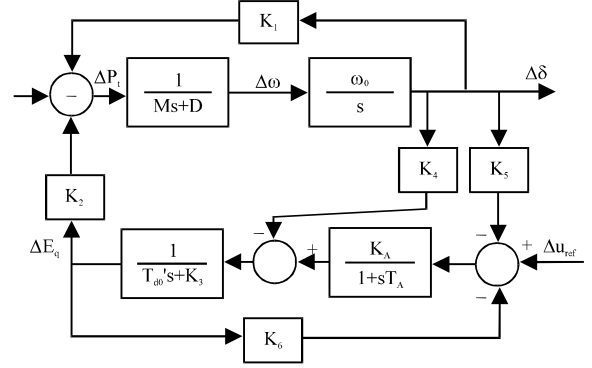 K₁
ΔPₜ
−
1
Ms+D
Δω
ω₀
s
Δδ
K₄
K₅
K₂
−
−
ΔE_q
1
T_d0's+K₃
+
K_A
1+sT_A
+
Δu_ref
−
K₆